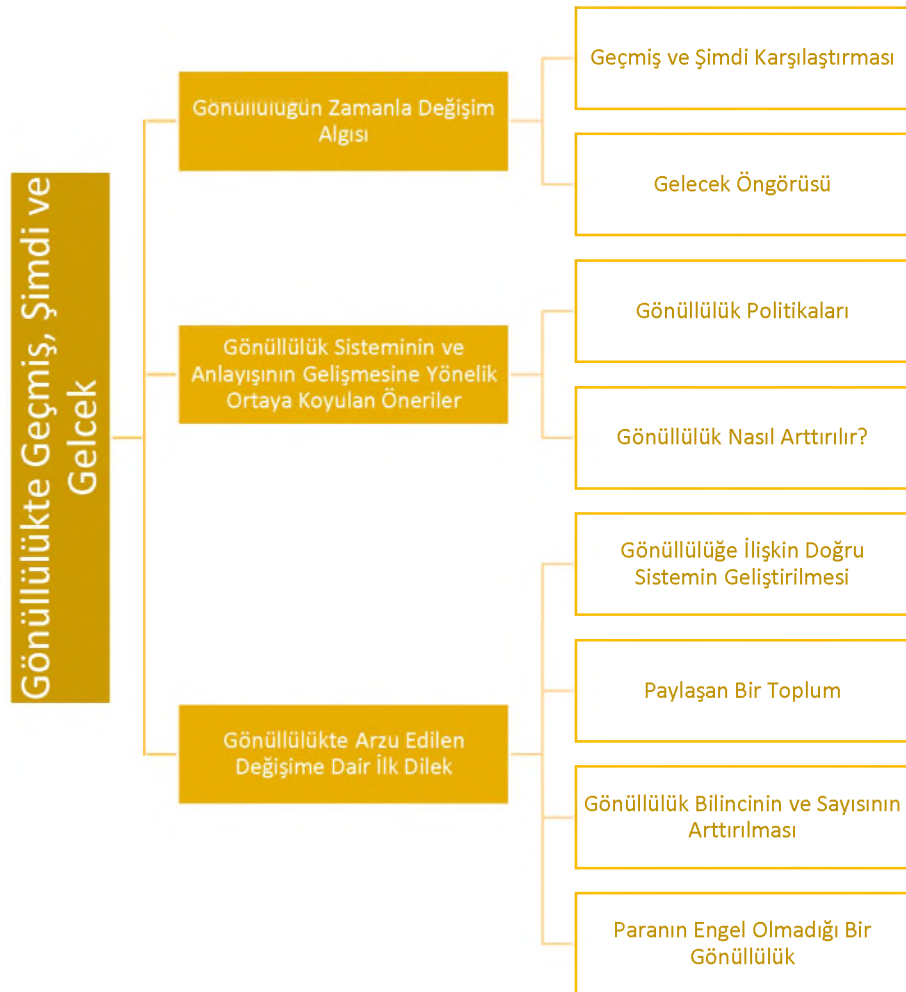 Gönüllülükte Geçmiş, Şimdi ve
Gelcek
Gönüllülüğün Zamanla Değişim
Algısı
Geçmiş ve Şimdi Karşılaştırması
Gelecek Öngörüsü
Gönüllülük Sisteminin ve
Anlayışının Gelişmesine Yönelik
Ortaya Koyulan Öneriler
Gönüllülük Politikaları
Gönüllülük Nasıl Arttırılır?
Gönüllülükte Arzu Edilen
Değişime Dair İlk Dilek
Gönüllülüğe İlişkin Doğru
Sistemin Geliştirilmesi
Paylaşan Bir Toplum
Gönüllülük Bilincinin ve Sayısının
Arttırılması
Paranın Engel Olmadığı Bir
Gönüllülük